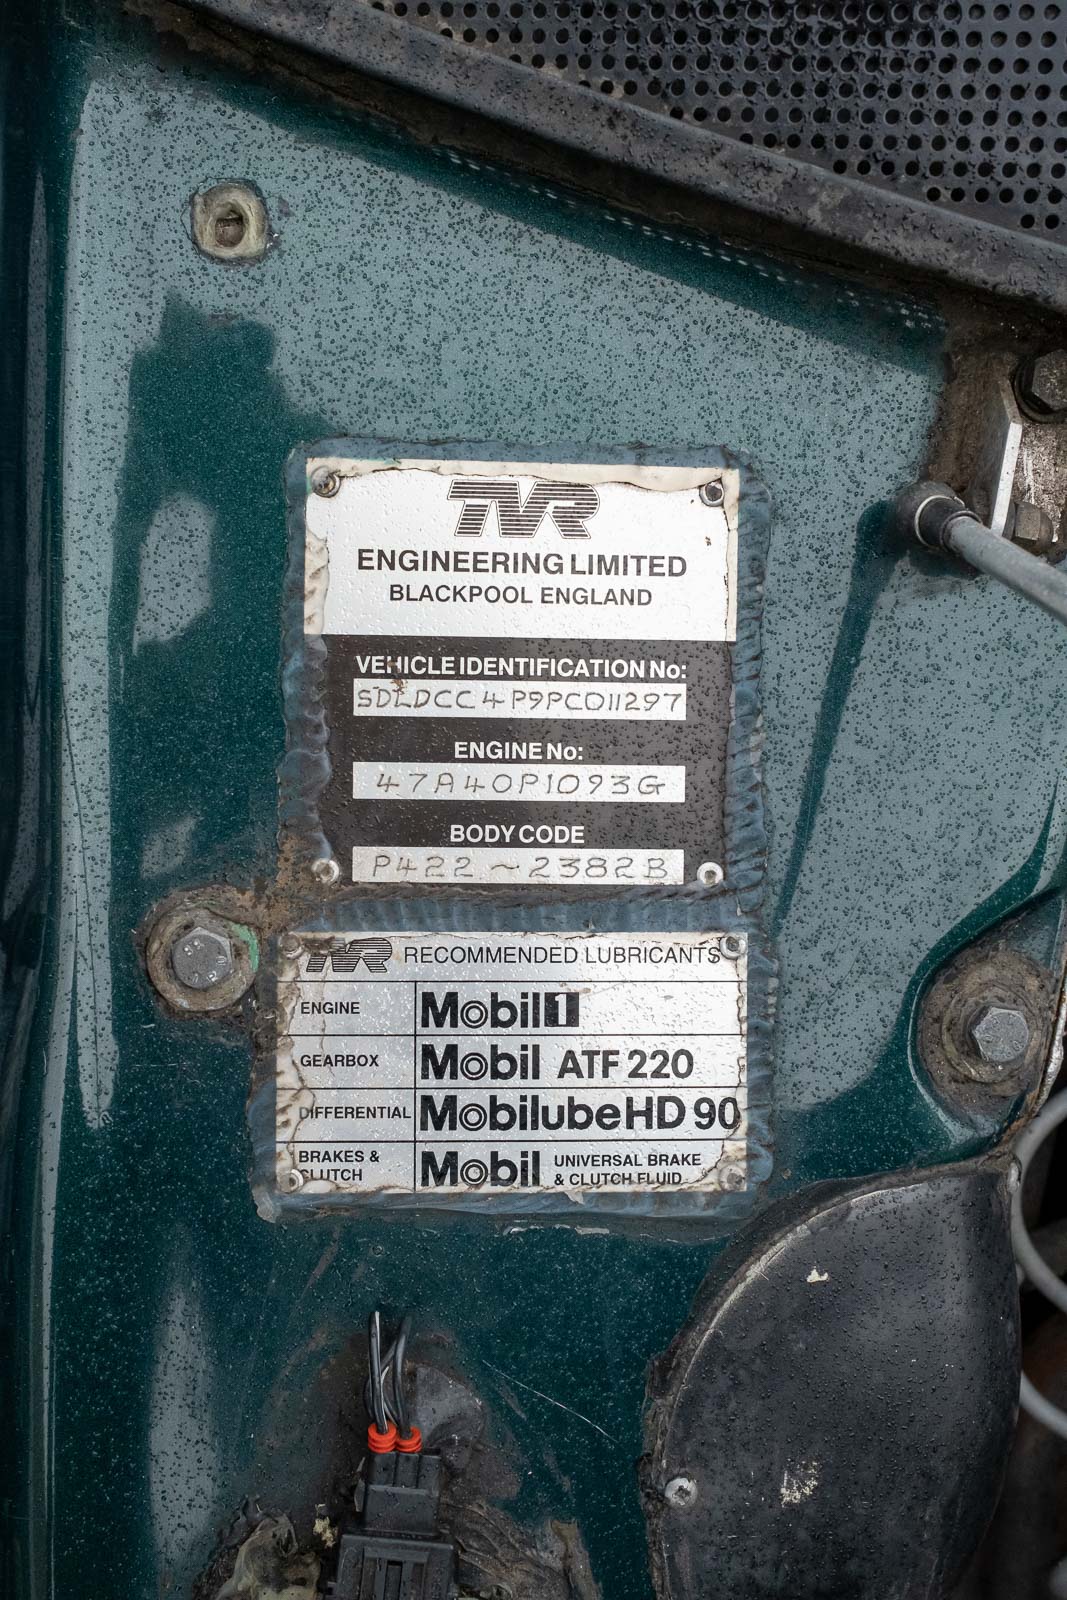 TVR
ENGINEERING LIMITED
BLACKPOOL ENGLAND
VEHICLE IDENTIFICATION No:
SDLDCC4P9PC011297
ENGINE No:
47A40P1093G
BODY CODE
P422 ~ 2382B
TVR RECOMMENDED LUBRICANTS
ENGINE Mobil 1
GEARBOX Mobil ATF 220
DIFFERENTIAL Mobilube HD 90
BRAKES & CLUTCH Mobil UNIVERSAL BRAKE & CLUTCH FLUID